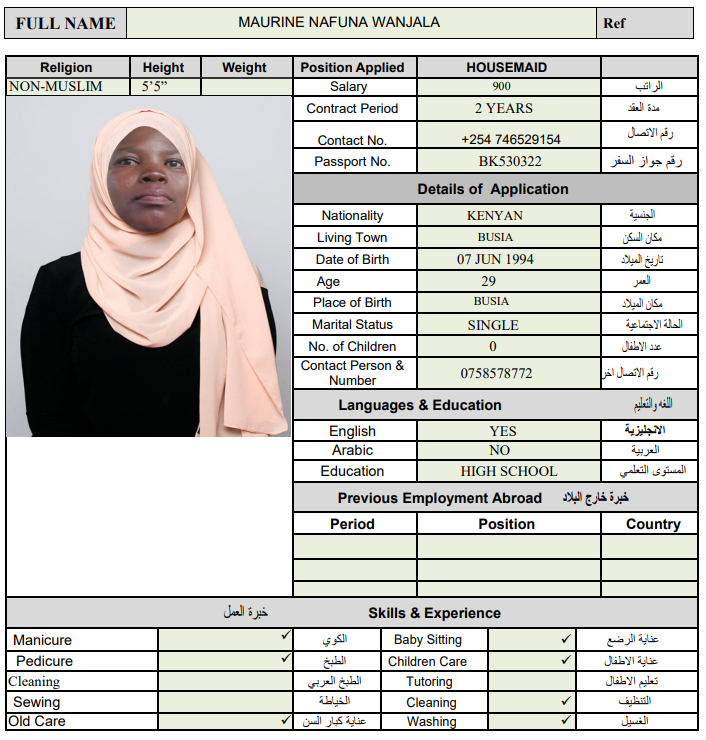 FULL NAME MAURINE NAFUNA WANJALA Ref
Religion Height Weight Position Applied HOUSEMAID
NON-MUSLIM 5’5” Salary 900 الراتب
Contract Period 2 YEARS مدة العقد
Contact No. +254 746529154 رقم الاتصال
Passport No. BK530322 رقم جواز السفر
Details of Application
Nationality KENYAN الجنسية
Living Town BUSIA مكان السكن
Date of Birth 07 JUN 1994 تاريخ الميلاد
Age 29 العمر
Place of Birth BUSIA مكان الميلاد
Marital Status SINGLE الحالة الاجتماعية
No. of Children 0 عدد الاطفال
Contact Person &
Number 0758578772 رقم الاتصال اخر
Languages & Education اللغه والتعليم
English YES الانجليزية
Arabic NO العربية
Education HIGH SCHOOL المستوى التعلمي
Previous Employment Abroad خبرة خارج البلاد
Period Position Country
خبرة العمل Skills & Experience
Manicure ✓ الكوي Baby Sitting ✓ عناية الرضع
Pedicure ✓ الطبخ Children Care ✓ عناية الاطفال
Cleaning الطبخ العربي Tutoring تعليم الاطفال
Sewing الخياطة Cleaning ✓ التنظيف
Old Care ✓ عناية كبار السن Washing ✓ الغسيل